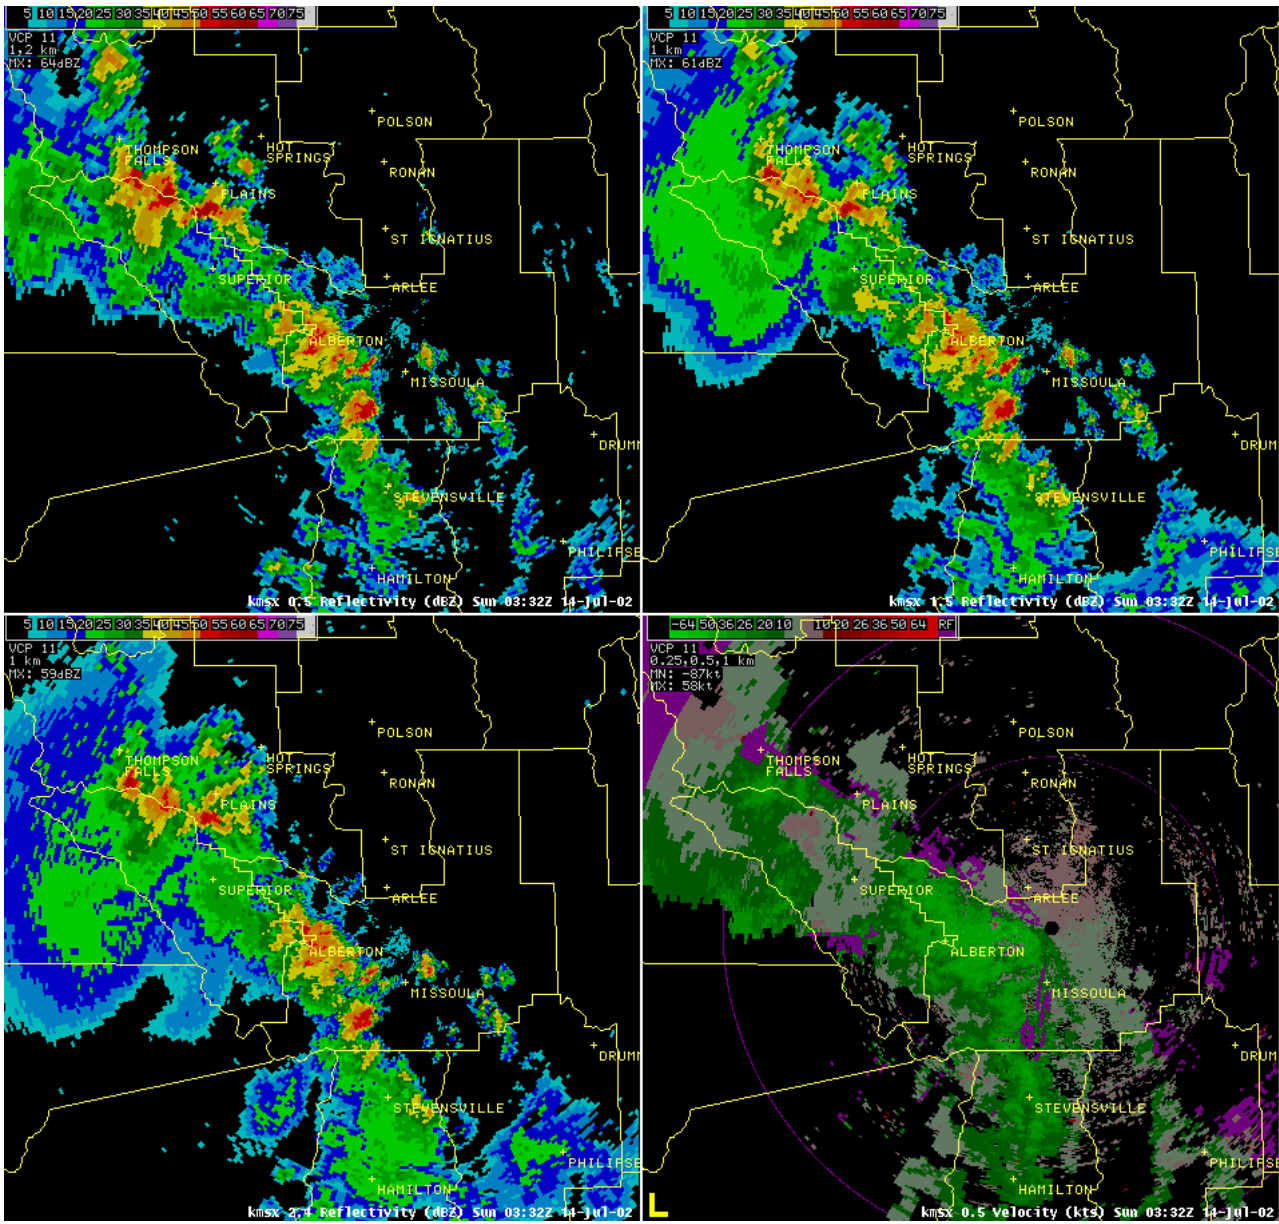 5 10 15 20 25 30 35 40 45 50 55 60 65 70 75
VCP 11
1,2 km
MX: 64dBZ
POLSON
THOMPSON
FALLS
HOT
SPRINGS
RONAN
PLAINS
ST IGNATIUS
SUPERIOR
ARLEE
ALBERTON
MISSOULA
DRUMM
STEVENSVILLE
PHILIPSB
HAMILTON
kmsx 0.5 Reflectivity (dBZ) Sun 03:32Z 14-Jul-02
5 10 15 20 25 30 35 40 45 50 55 60 65 70 75
VCP 11
1 km
MX: 61dBZ
POLSON
THOMPSON
FALLS
HOT
SPRINGS
RONAN
PLAINS
ST IGNATIUS
SUPERIOR
ARLEE
ALBERTON
MISSOULA
DRUM
STEVENSVILLE
PHILIPSE
HAMILTON
kmsx 1.5 Reflectivity (dBZ) Sun 03:32Z 14-Jul-02
5 10 15 20 25 30 35 40 45 50 55 60 65 70 75
VCP 11
1 km
MX: 59dBZ
POLSON
THOMPSON
FALLS
HOT
SPRINGS
RONAN
PLAINS
ST IGNATIUS
SUPERIOR
ARLEE
ALBERTON
MISSOULA
DRUMM
STEVENSVILLE
PHILIPSB
HAMILTON
kmsx 2.4 Reflectivity (dBZ) Sun 03:32Z 14-Jul-02
-64 50 36 26 20 10 10 20 26 36 50 64 RF
VCP 11
0.25,0.5,1 km
MN: -87kt
MX: 58kt
POLSON
THOMPSON
FALLS
HOT
SPRINGS
RONAN
PLAINS
ST IGNATIUS
SUPERIOR
ARLEE
ALBERTON
MISSOULA
DRUM
STEVENSVILLE
PHILIPSE
HAMILTON
L
kmsx 0.5 Velocity (kts) Sun 03:32Z 14-Jul-02